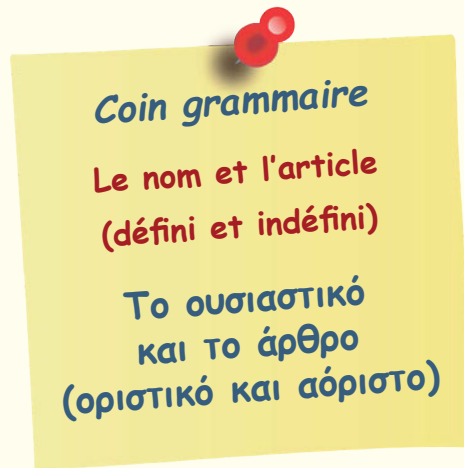 Coin grammaire
Le nom et l'article
(défini et indéfini)
Το ουσιαστικό
και το άρθρο
(οριστικό και αόριστο)